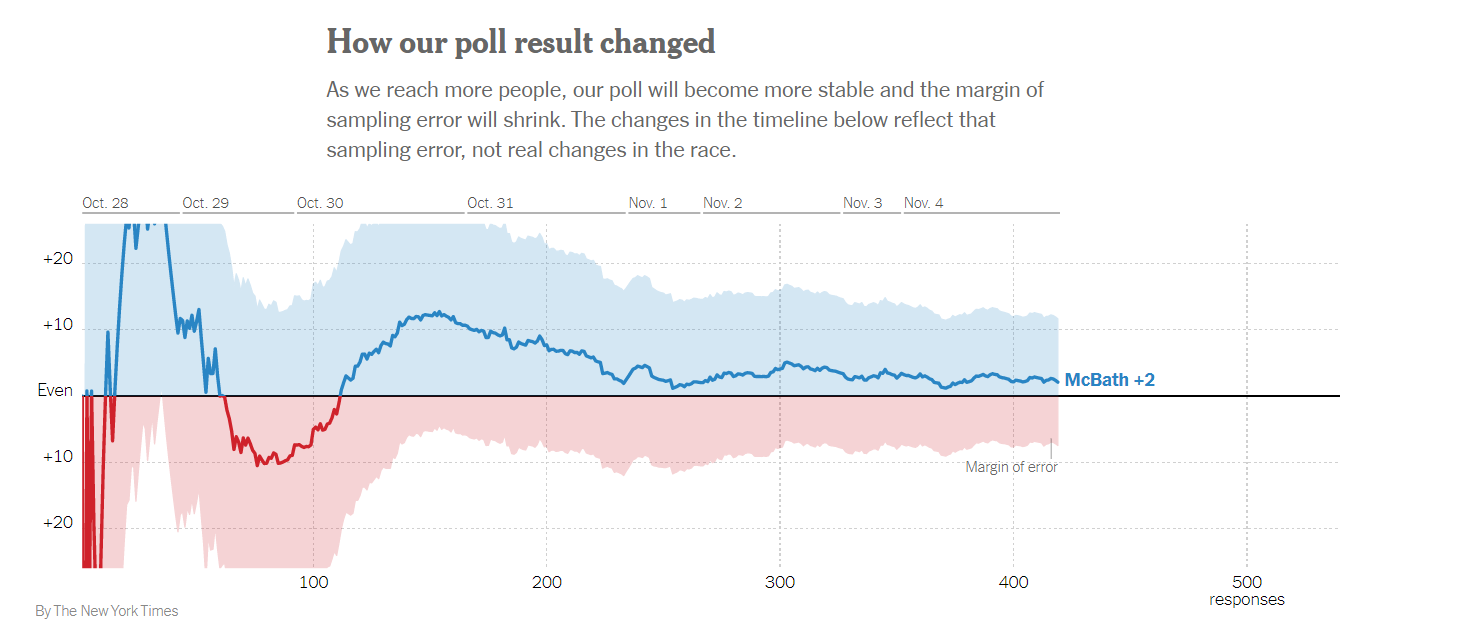 How our poll result changed
As we reach more people, our poll will become more stable and the margin of
sampling error will shrink. The changes in the timeline below reflect that
sampling error, not real changes in the race.
Oct. 28 Oct. 29 Oct. 30 Oct. 31 Nov. 1 Nov. 2 Nov. 3 Nov. 4
+20
+10
Even
McBath +2
+10
Margin of error
+20
100 200 300 400 500
responses
By The New York Times